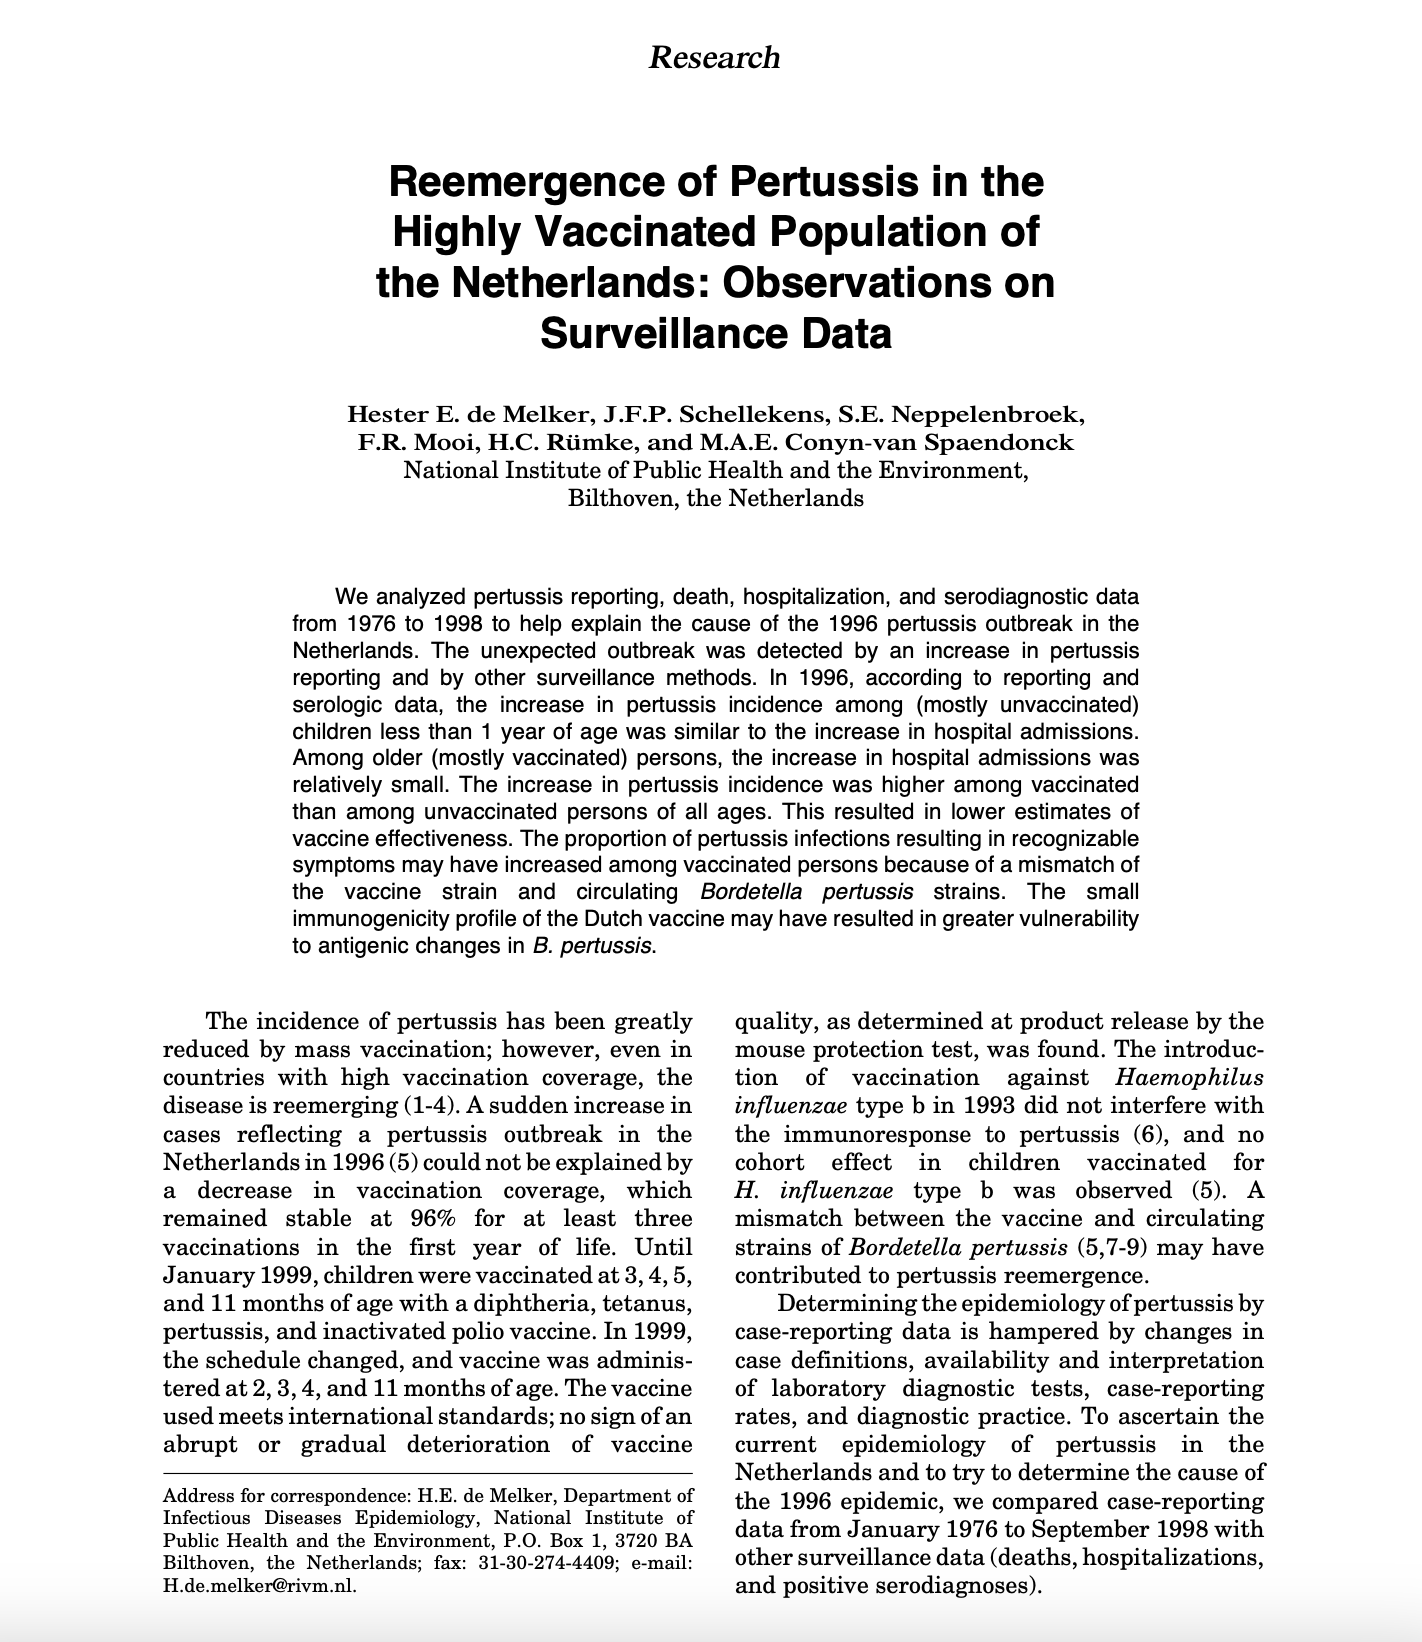 Research
Reemergence of Pertussis in the
Highly Vaccinated Population of
the Netherlands: Observations on
Surveillance Data
Hester E. de Melker, J.F.P. Schellekens, S.E. Neppelenbroek,
F.R. Mooi, H.C. Rümke, and M.A.E. Conyn-van Spaendonck
National Institute of Public Health and the Environment,
Bilthoven, the Netherlands
We analyzed pertussis reporting, death, hospitalization, and serodiagnostic data
from 1976 to 1998 to help explain the cause of the 1996 pertussis outbreak in the
Netherlands. The unexpected outbreak was detected by an increase in pertussis
reporting and by other surveillance methods. In 1996, according to reporting and
serologic data, the increase in pertussis incidence among (mostly unvaccinated)
children less than 1 year of age was similar to the increase in hospital admissions.
Among older (mostly vaccinated) persons, the increase in hospital admissions was
relatively small. The increase in pertussis incidence was higher among vaccinated
than among unvaccinated persons of all ages. This resulted in lower estimates of
vaccine effectiveness. The proportion of pertussis infections resulting in recognizable
symptoms may have increased among vaccinated persons because of a mismatch of
the vaccine strain and circulating Bordetella pertussis strains. The small
immunogenicity profile of the Dutch vaccine may have resulted in greater vulnerability
to antigenic changes in B. pertussis.
The incidence of pertussis has been greatly
reduced by mass vaccination; however, even in
countries with high vaccination coverage, the
disease is reemerging (1-4). A sudden increase in
cases reflecting a pertussis outbreak in the
Netherlands in 1996 (5) could not be explained by
a decrease in vaccination coverage, which
remained stable at 96% for at least three
vaccinations in the first year of life. Until
January 1999, children were vaccinated at 3, 4, 5,
and 11 months of age with a diphtheria, tetanus,
pertussis, and inactivated polio vaccine. In 1999,
the schedule changed, and vaccine was adminis-
tered at 2, 3, 4, and 11 months of age. The vaccine
used meets international standards; no sign of an
abrupt or gradual deterioration of vaccine
Address for correspondence: H.E. de Melker, Department of
Infectious Diseases Epidemiology, National Institute of
Public Health and the Environment, P.O. Box 1, 3720 BA
Bilthoven, the Netherlands; fax: 31-30-274-4409; e-mail:
H.de.melker@rivm.nl.
quality, as determined at product release by the
mouse protection test, was found. The introduc-
tion of vaccination against Haemophilus
influenzae type b in 1993 did not interfere with
the immunoresponse to pertussis (6), and no
cohort effect in children vaccinated for
H. influenzae type b was observed (5). A
mismatch between the vaccine and circulating
strains of Bordetella pertussis (5,7-9) may have
contributed to pertussis reemergence.
Determining the epidemiology of pertussis by
case-reporting data is hampered by changes in
case definitions, availability and interpretation
of laboratory diagnostic tests, case-reporting
rates, and diagnostic practice. To ascertain the
current epidemiology of pertussis in the
Netherlands and to try to determine the cause of
the 1996 epidemic, we compared case-reporting
data from January 1976 to September 1998 with
other surveillance data (deaths, hospitalizations,
and positive serodiagnoses).